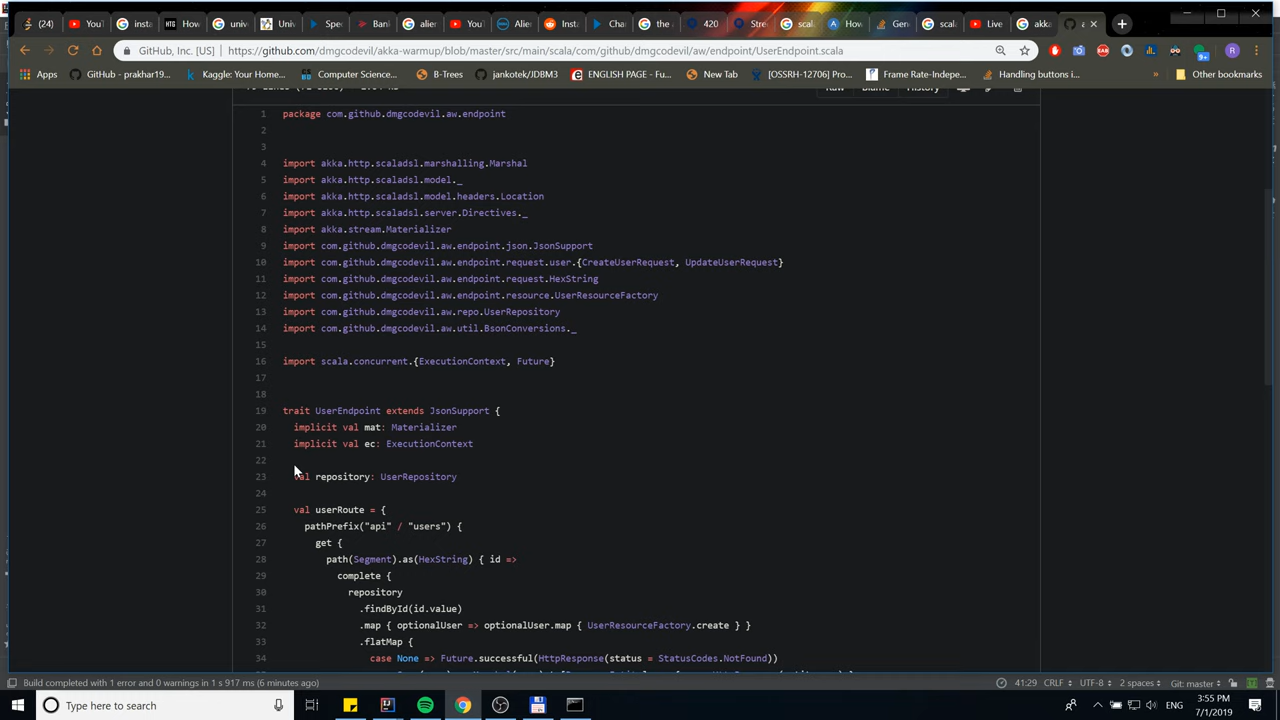 (24)
YouT
insta
How
univ
Univ
Spec
Bank
alien
YouT
Alien
Inst
Cha
the
420
Stre
scala
How
Gene
scala
Live
akka
a
GitHub, Inc. [US]
https://github.com/dmgcodevil/akka-warmup/blob/master/src/main/scala/com/github/dmgcodevil/aw/endpoint/UserEndpoint.scala
Apps
GitHub - prakhar19...
Kaggle: Your Home...
Computer Science...
B-Trees
jankotek/JDBM3
ENGLISH PAGE - Fu...
New Tab
[OSSRH-12706] Pro...
Frame Rate-Indepe...
Handling buttons i...
»
Other bookmarks
Raw Blame History
1 package com.github.dmgcodevil.aw.endpoint
2
3
4 import akka.http.scaladsl.marshalling.Marshal
5 import akka.http.scaladsl.model._
6 import akka.http.scaladsl.model.headers.Location
7 import akka.http.scaladsl.server.Directives._
8 import akka.stream.Materializer
9 import com.github.dmgcodevil.aw.endpoint.json.JsonSupport
10 import com.github.dmgcodevil.aw.endpoint.request.user.{CreateUserRequest, UpdateUserRequest}
11 import com.github.dmgcodevil.aw.endpoint.request.HexString
12 import com.github.dmgcodevil.aw.endpoint.resource.UserResourceFactory
13 import com.github.dmgcodevil.aw.repo.UserRepository
14 import com.github.dmgcodevil.aw.util.BsonConversions._
15
16 import scala.concurrent.{ExecutionContext, Future}
17
18
19 trait UserEndpoint extends JsonSupport {
20 implicit val mat: Materializer
21 implicit val ec: ExecutionContext
22
23 val repository: UserRepository
24
25 val userRoute = {
26 pathPrefix("api" / "users") {
27 get {
28 path(Segment).as(HexString) { id =>
29 complete {
30 repository
31 .findById(id.value)
32 .map { optionalUser => optionalUser.map { UserResourceFactory.create } }
33 .flatMap {
34 case None => Future.successful(HttpResponse(status = StatusCodes.NotFound))
Build completed with 1 error and 0 warnings in 1 s 917 ms (6 minutes ago)
41:29 CRLF UTF-8 2 spaces Git: master
Type here to search
ENG
3:55 PM
7/1/2019